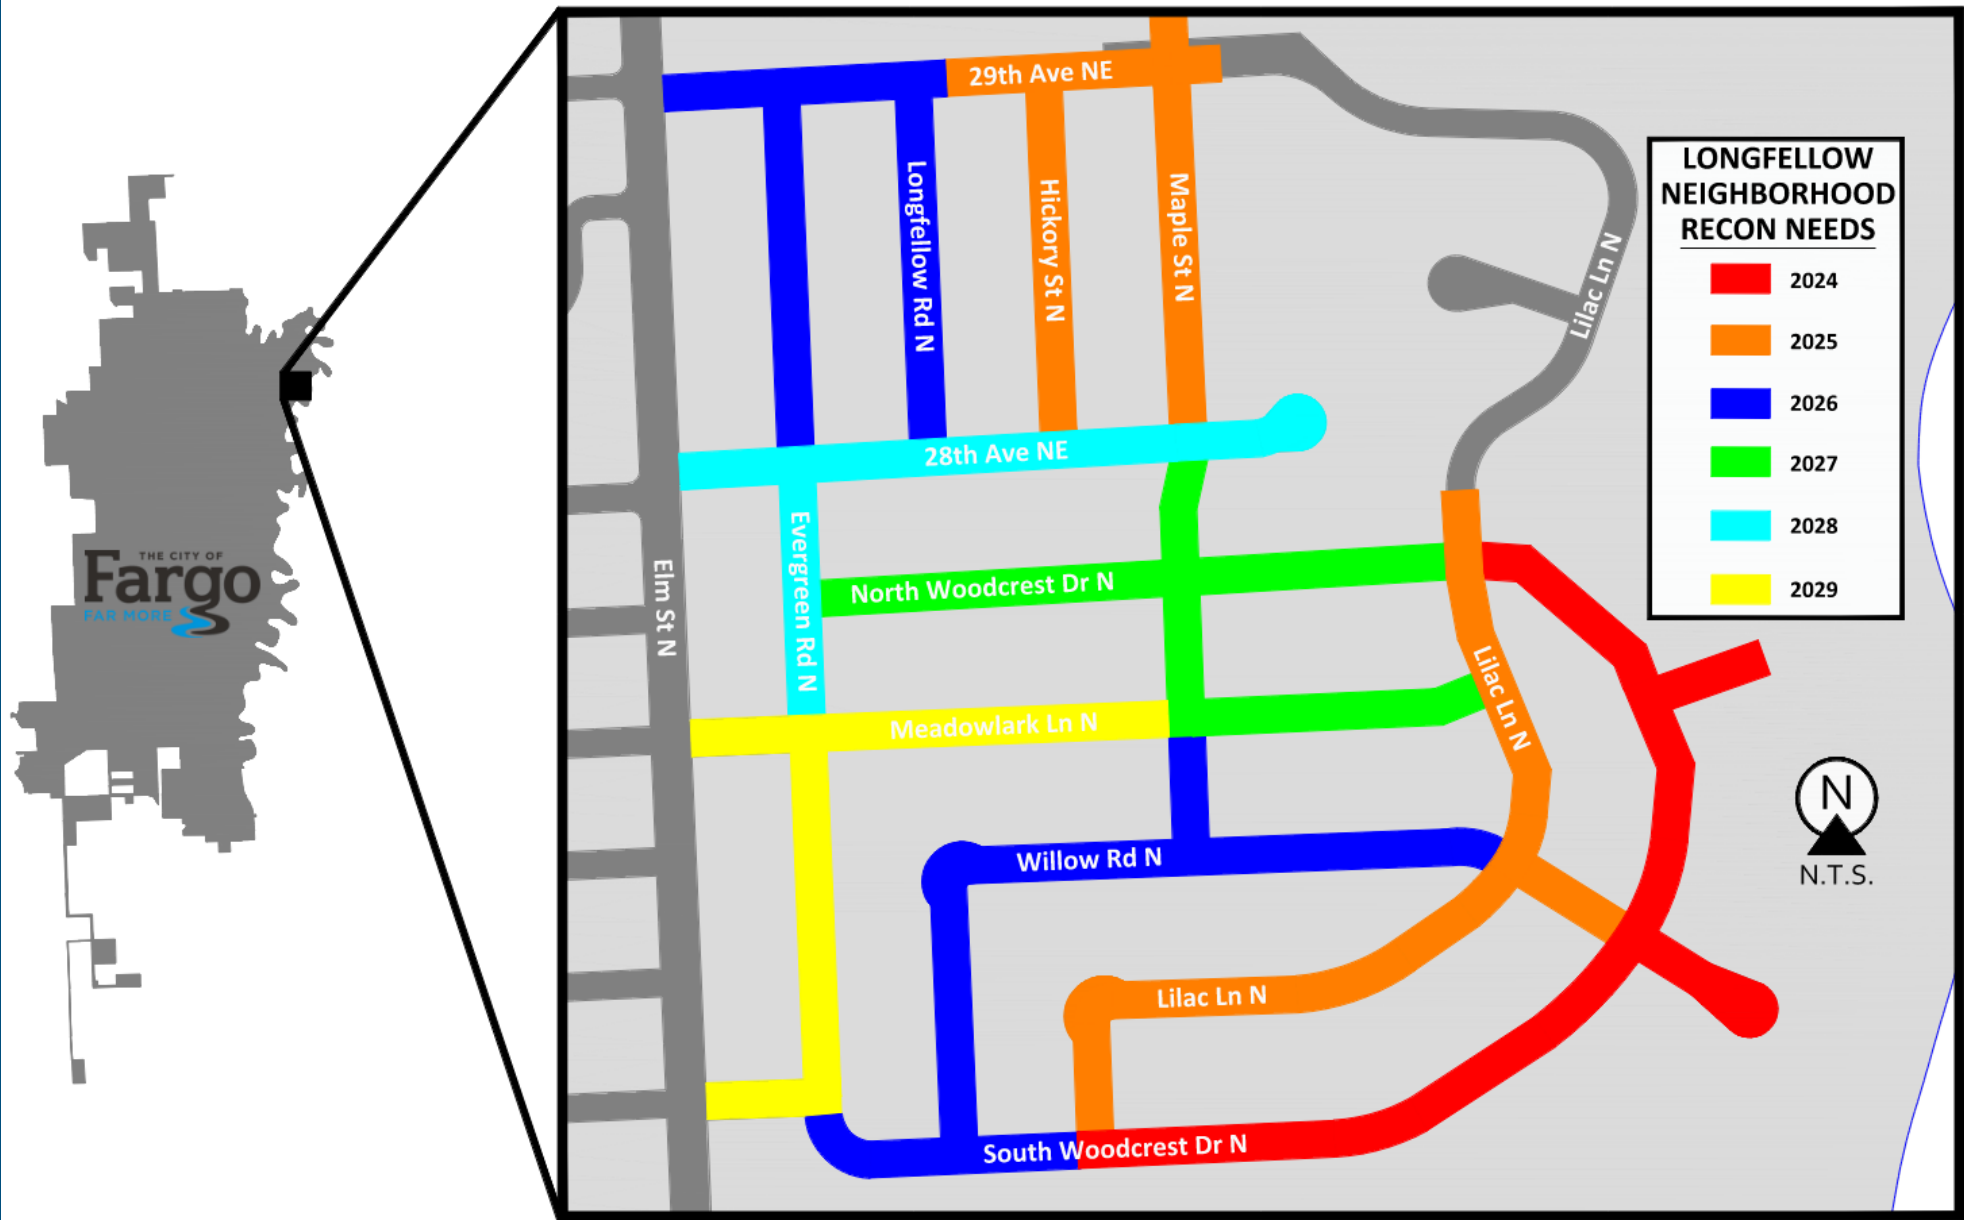 THE CITY OF
Fargo
FAR MORE
29th Ave NE
Longfellow Rd N
Hickory St N
Maple St N
Lilac Ln N
28th Ave NE
Evergreen Rd N
Elm St N
North Woodcrest Dr N
Lilac Ln N
Meadowlark Ln N
Willow Rd N
Lilac Ln N
South Woodcrest Dr N
LONGFELLOW
NEIGHBORHOOD
RECON NEEDS
2024
2025
2026
2027
2028
2029
N
N.T.S.